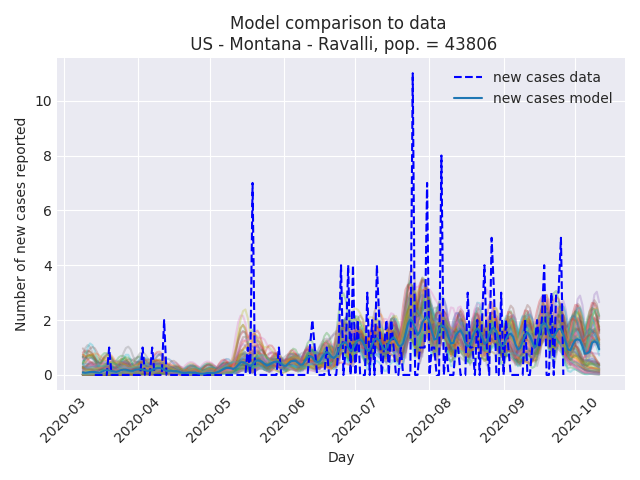 Model comparison to data
US - Montana - Ravalli, pop. = 43806
new cases data
new cases model
Number of new cases reported
10
8
6
4
2
0
2020-03
2020-04
2020-05
2020-06
2020-07
2020-08
2020-09
2020-10
Day